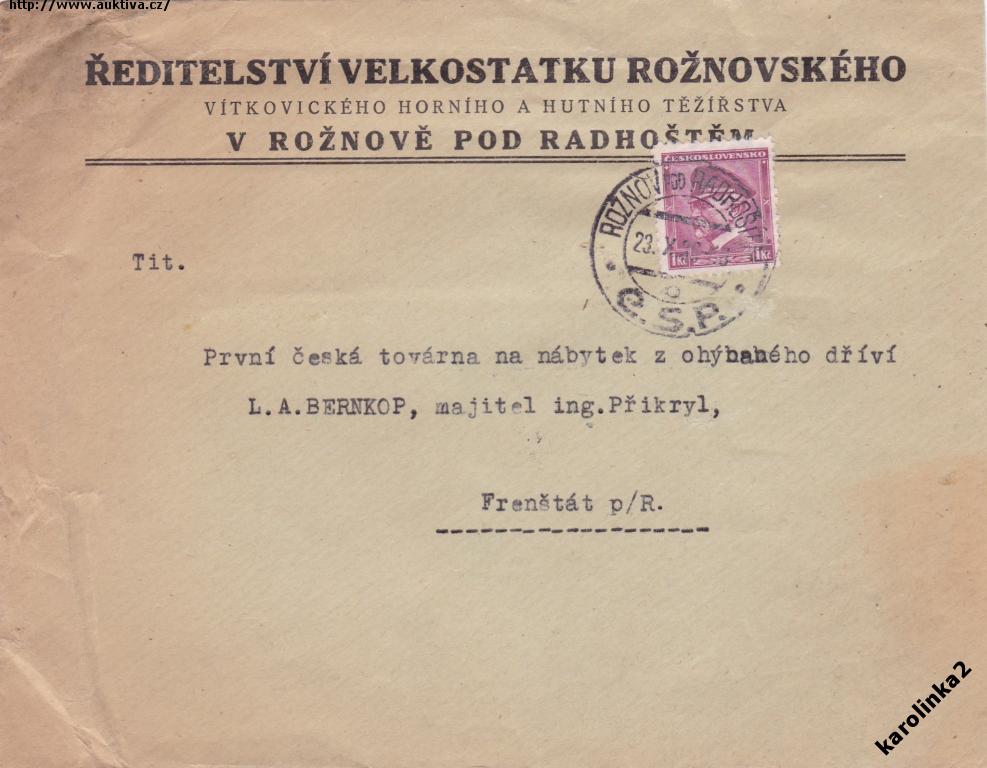 http://www.auktiva.cz/
ŘEDITELSTVÍ VELKOSTATKU ROŽNOVSKÉHO
VÍTKOVICKÉHO HORNÍHO A HUTNÍHO TĚŽÍŘSTVA
V ROŽNOVĚ POD RADHOŠTĚM
ČESKOSLOVENSKO
1Kč 1Kč
ROŽNOV POD RADHOŠT
23. X.
Č.S.P.
Tit.
První česká továrna na nábytek z ohýbaného dříví
L.A.BERNKOP, majitel ing.Přikryl,
Frenštát p/R.
karolinka2